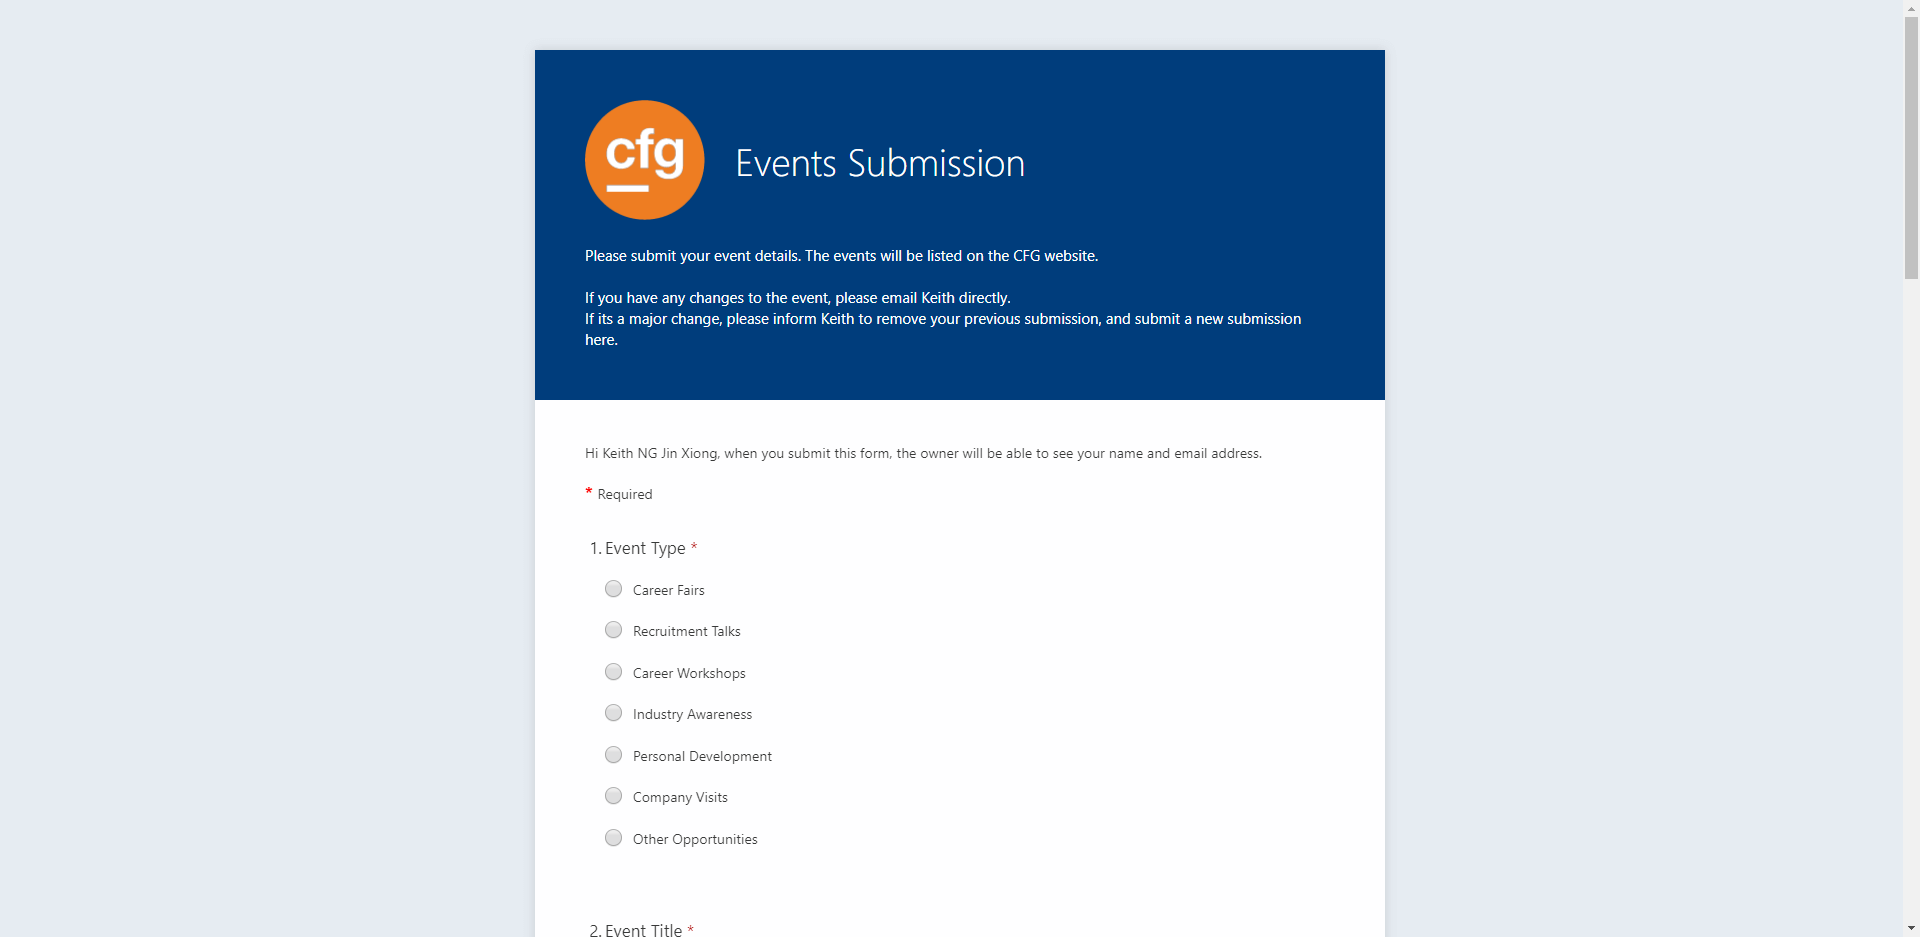 cfg
Events Submission
Please submit your event details. The events will be listed on the CFG website.
If you have any changes to the event, please email Keith directly.
If its a major change, please inform Keith to remove your previous submission, and submit a new submission
here.
Hi Keith NG Jin Xiong, when you submit this form, the owner will be able to see your name and email address.
* Required
1. Event Type *
Career Fairs
Recruitment Talks
Career Workshops
Industry Awareness
Personal Development
Company Visits
Other Opportunities
2. Event Title *